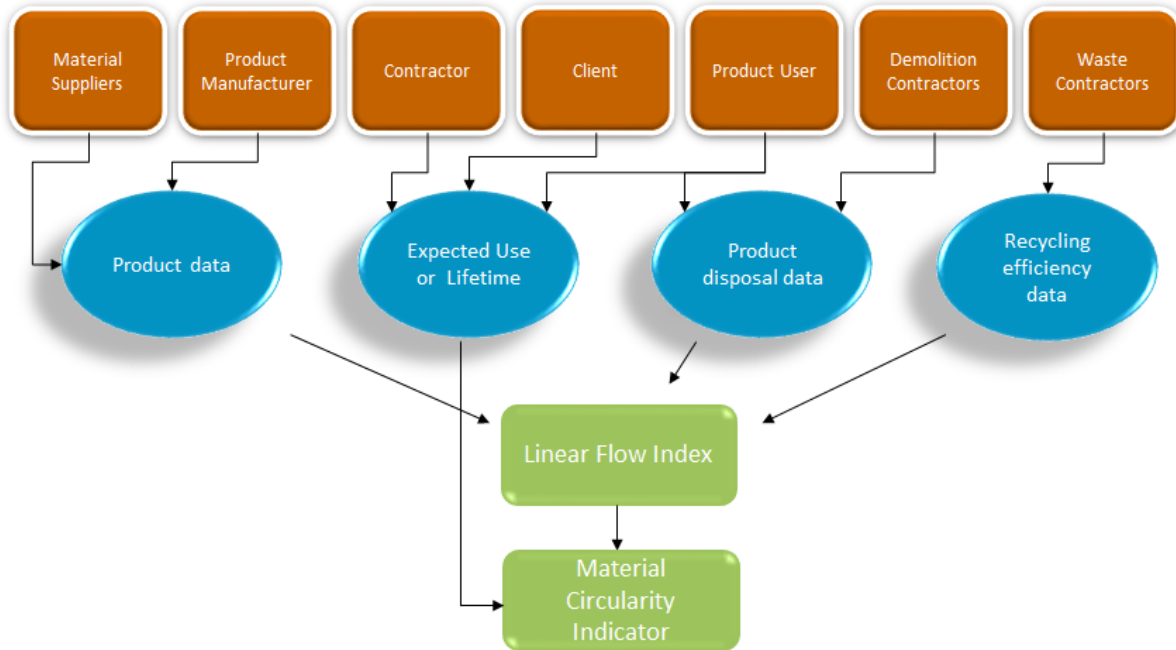 Material
Suppliers
Product
Manufacturer
Contractor
Client
Product User
Demolition
Contractors
Waste
Contractors
Product data
Expected Use
or Lifetime
Product
disposal data
Recycling
efficiency
data
Linear Flow Index
Material
Circularity
Indicator